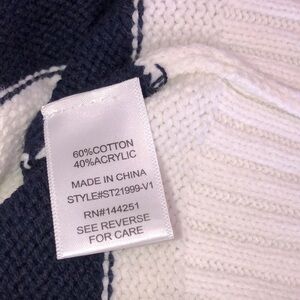 60%COTTON
40%ACRYLIC
MADE IN CHINA
STYLE#ST21999-V1
RN#144251
SEE REVERSE
FOR CARE